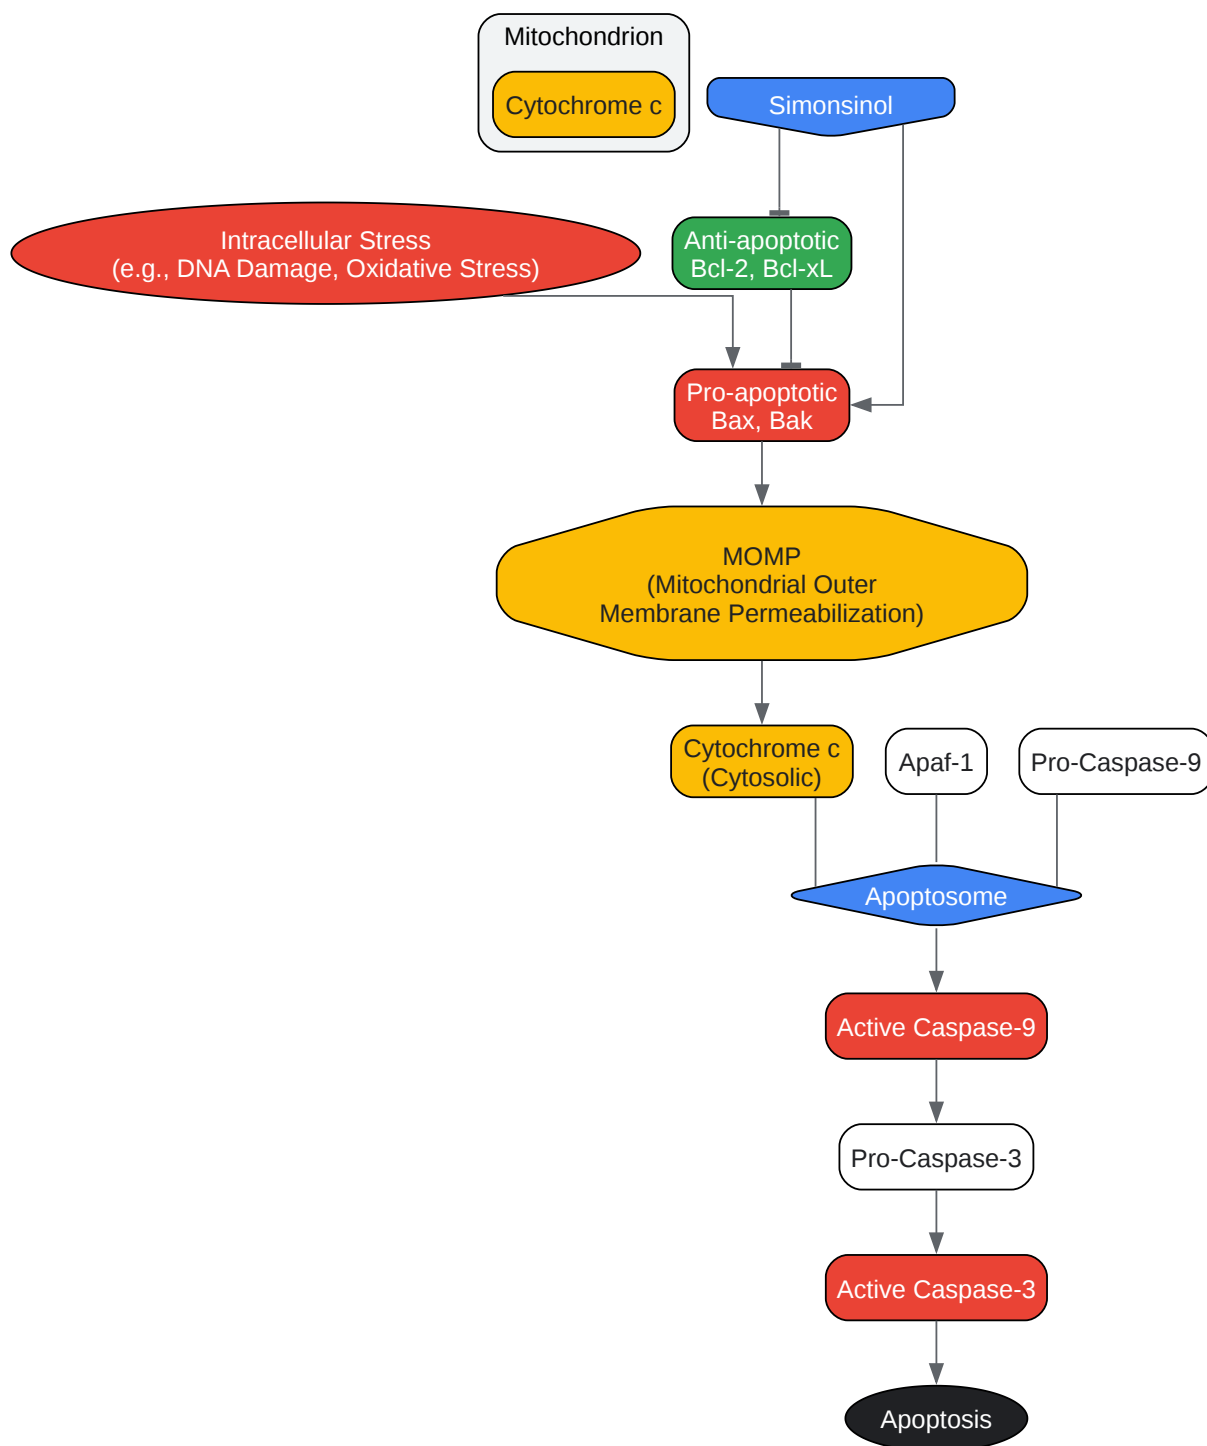 Mitochondrion
Cytochrome c
Simonsinol
Intracellular Stress
(e.g., DNA Damage, Oxidative Stress)
Anti-apoptotic
Bcl-2, Bcl-xL
Pro-apoptotic
Bax, Bak
MOMP
(Mitochondrial Outer
Membrane Permeabilization)
Cytochrome c
(Cytosolic)
Apaf-1
Pro-Caspase-9
Apoptosome
Active Caspase-9
Pro-Caspase-3
Active Caspase-3
Apoptosis